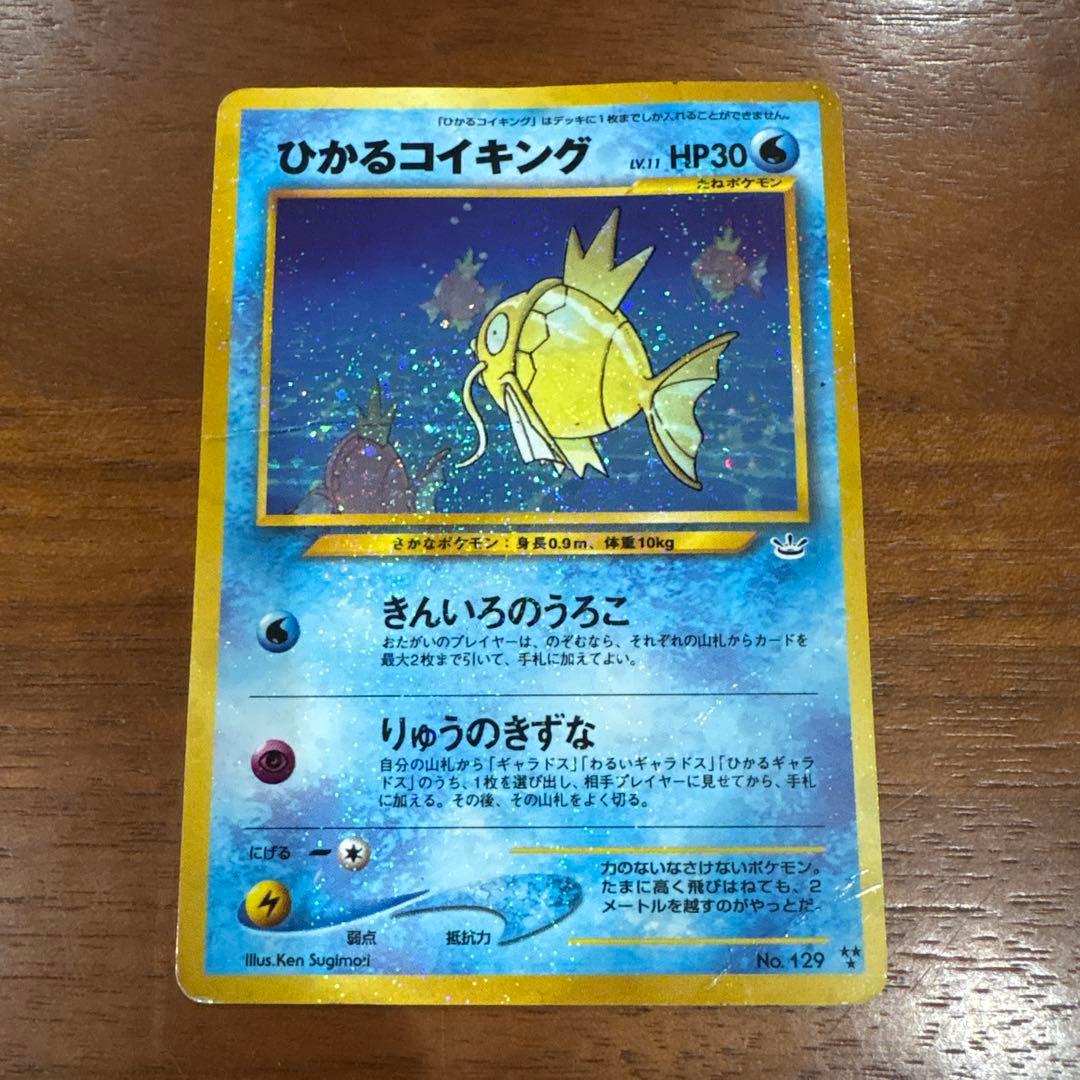 「ひかるコイキング」はデッキに1枚までしか入れることができません。
ひかるコイキング LV.11 HP30
たねポケモン
さかなポケモン：身長0.9m、体重10kg
きんいろのうろこ
おたがいのプレイヤーは、のぞむなら、それぞれの山札からカードを
最大2枚まで引いて、手札に加えてよい。
りゅうのきずな
自分の山札から「ギャラドス」「わるいギャラドス」「ひかるギャラ
ドス」のうち、1枚を選び出し、相手プレイヤーに見せてから、手札
に加える。その後、その山札をよく切る。
にげる
力のないなさけないポケモン。
たまに高く飛びはねても、2
メートルを越すのがやっとだ。
弱点 抵抗力
Illus.Ken Sugimori
No. 129